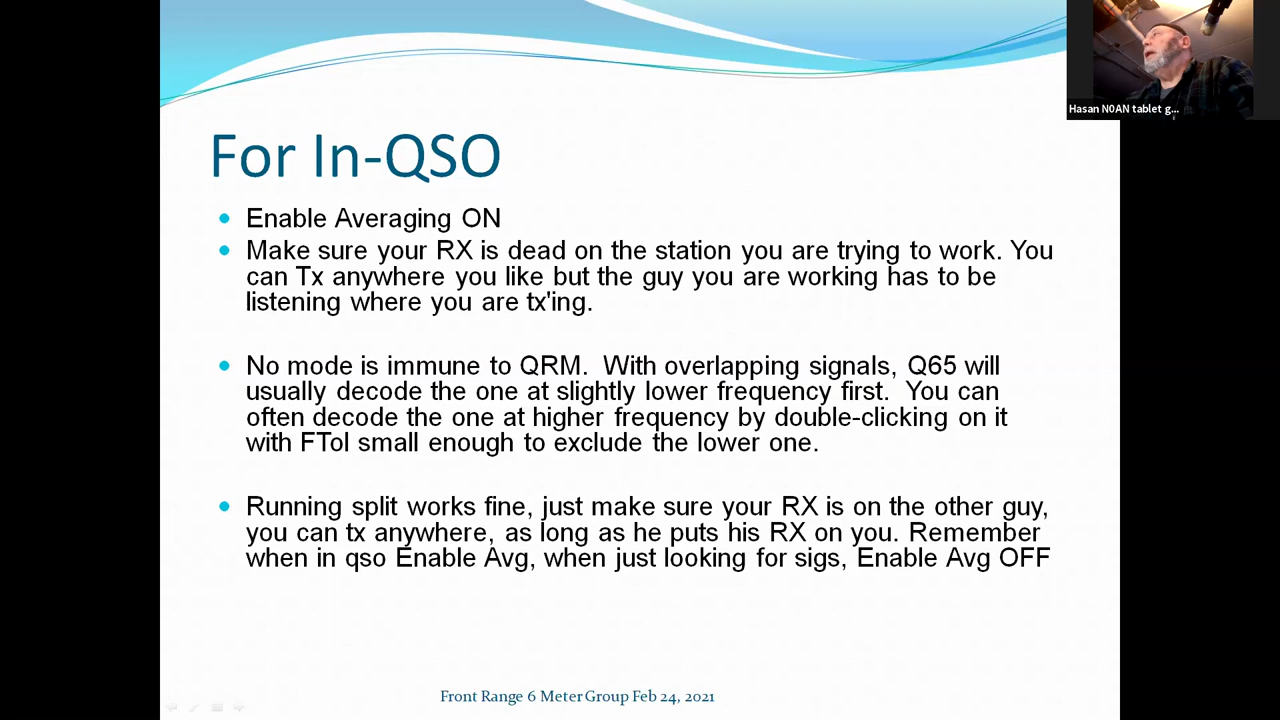 Hasan N0AN tablet g...
For In-QSO
Enable Averaging ON
Make sure your RX is dead on the station you are trying to work. You
can Tx anywhere you like but the guy you are working has to be
listening where you are tx'ing.
No mode is immune to QRM.  With overlapping signals, Q65 will
usually decode the one at slightly lower frequency first.  You can
often decode the one at higher frequency by double-clicking on it
with FTol small enough to exclude the lower one.
Running split works fine, just make sure your RX is on the other guy,
you can tx anywhere, as long as he puts his RX on you. Remember
when in qso Enable Avg, when just looking for sigs, Enable Avg OFF
Front Range 6 Meter Group Feb 24, 2021